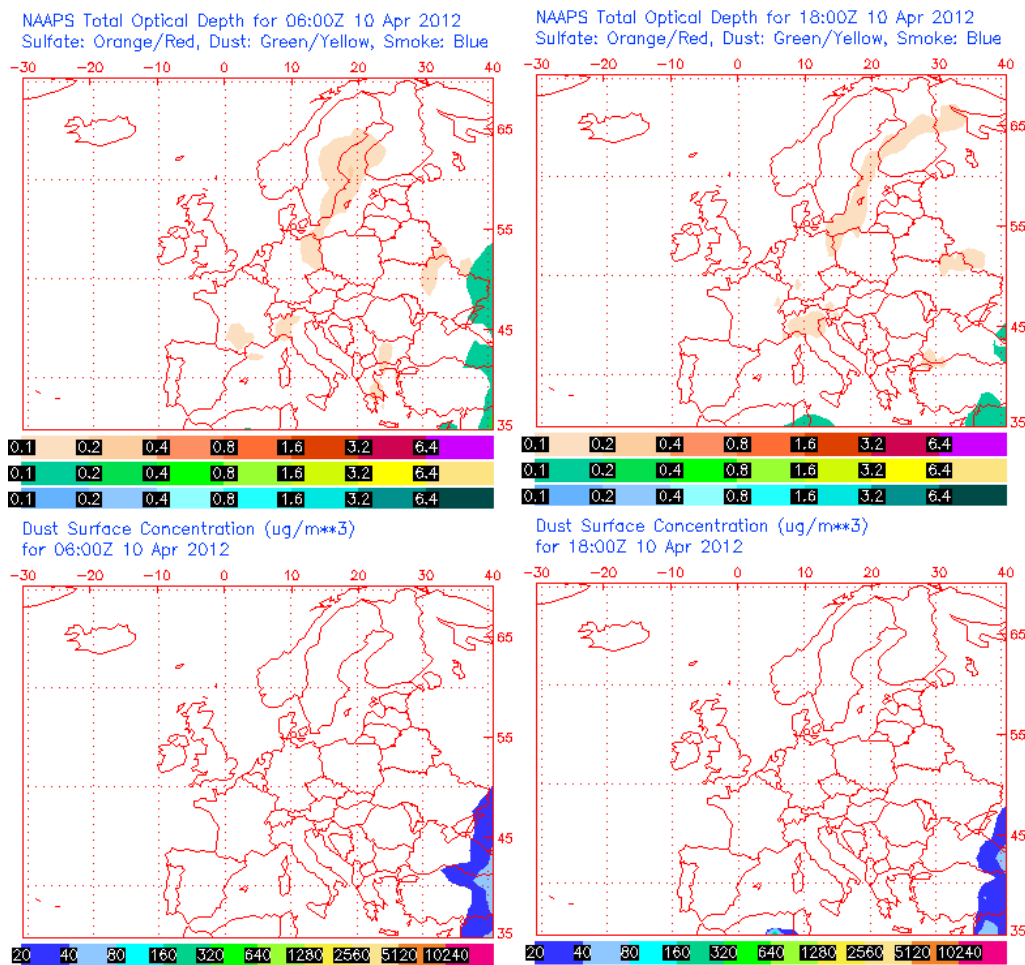 NAAPS Total Optical Depth for 06:00Z 10 Apr 2012
Sulfate: Orange/Red, Dust: Green/Yellow, Smoke: Blue
-30 -20 -10 0 10 20 30 40
65
55
45
35
0.1 0.2 0.4 0.8 1.6 3.2 6.4
0.1 0.2 0.4 0.8 1.6 3.2 6.4
0.1 0.2 0.4 0.8 1.6 3.2 6.4
NAAPS Total Optical Depth for 18:00Z 10 Apr 2012
Sulfate: Orange/Red, Dust: Green/Yellow, Smoke: Blue
-30 -20 -10 0 10 20 30 40
65
55
45
35
0.1 0.2 0.4 0.8 1.6 3.2 6.4
0.1 0.2 0.4 0.8 1.6 3.2 6.4
0.1 0.2 0.4 0.8 1.6 3.2 6.4
Dust Surface Concentration (ug/m**3)
for 06:00Z 10 Apr 2012
-30 -20 -10 0 10 20 30 40
65
55
45
35
20 40 80 160 320 640 1280 2560 5120 10240
Dust Surface Concentration (ug/m**3)
for 18:00Z 10 Apr 2012
-30 -20 -10 0 10 20 30 40
65
55
45
35
20 40 80 160 320 640 1280 2560 5120 10240